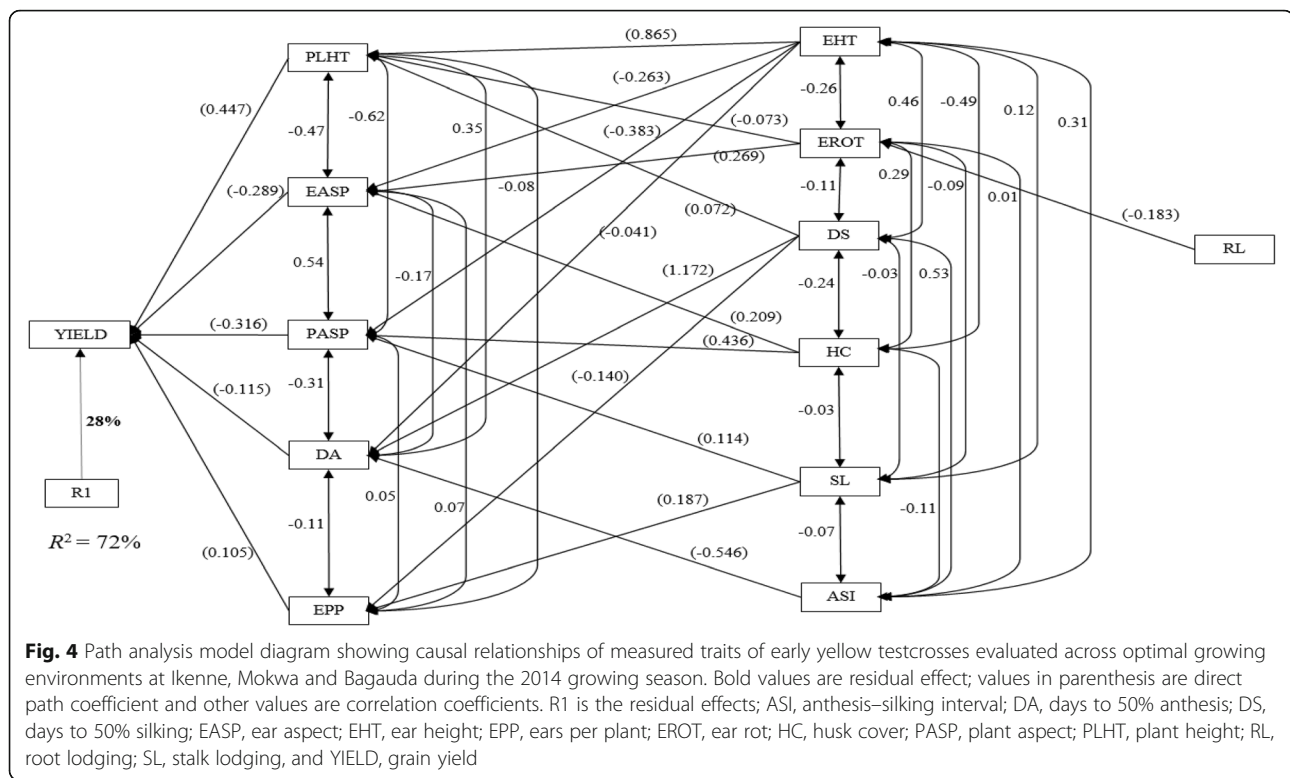 PLHT
EHT
(0.865)
(-0.263)
(0.447)
-0.47
-0.62
0.35
(-0.383)
(-0.073)
-0.26
0.46
-0.49
0.12
0.31
EROT
(-0.289)
EASP
-0.08
(0.269)
-0.11
0.29
-0.09
0.01
(-0.183)
(0.072)
(-0.041)
DS
RL
0.54
-0.17
(1.172)
-0.24
-0.03
0.53
YIELD
(-0.316)
PASP
(0.209)
(0.436)
HC
(-0.115)
-0.31
(-0.140)
-0.03
28%
DA
(0.114)
SL
R1
0.05
0.07
(0.187)
-0.11
R² = 72%
-0.11
-0.07
(0.105)
(-0.546)
EPP
ASI
Fig. 4 Path analysis model diagram showing causal relationships of measured traits of early yellow testcrosses evaluated across optimal growing
environments at Ikenne, Mokwa and Bagauda during the 2014 growing season. Bold values are residual effect; values in parenthesis are direct
path coefficient and other values are correlation coefficients. R1 is the residual effects; ASI, anthesis–silking interval; DA, days to 50% anthesis; DS,
days to 50% silking; EASP, ear aspect; EHT, ear height; EPP, ears per plant; EROT, ear rot; HC, husk cover; PASP, plant aspect; PLHT, plant height; RL,
root lodging; SL, stalk lodging, and YIELD, grain yield